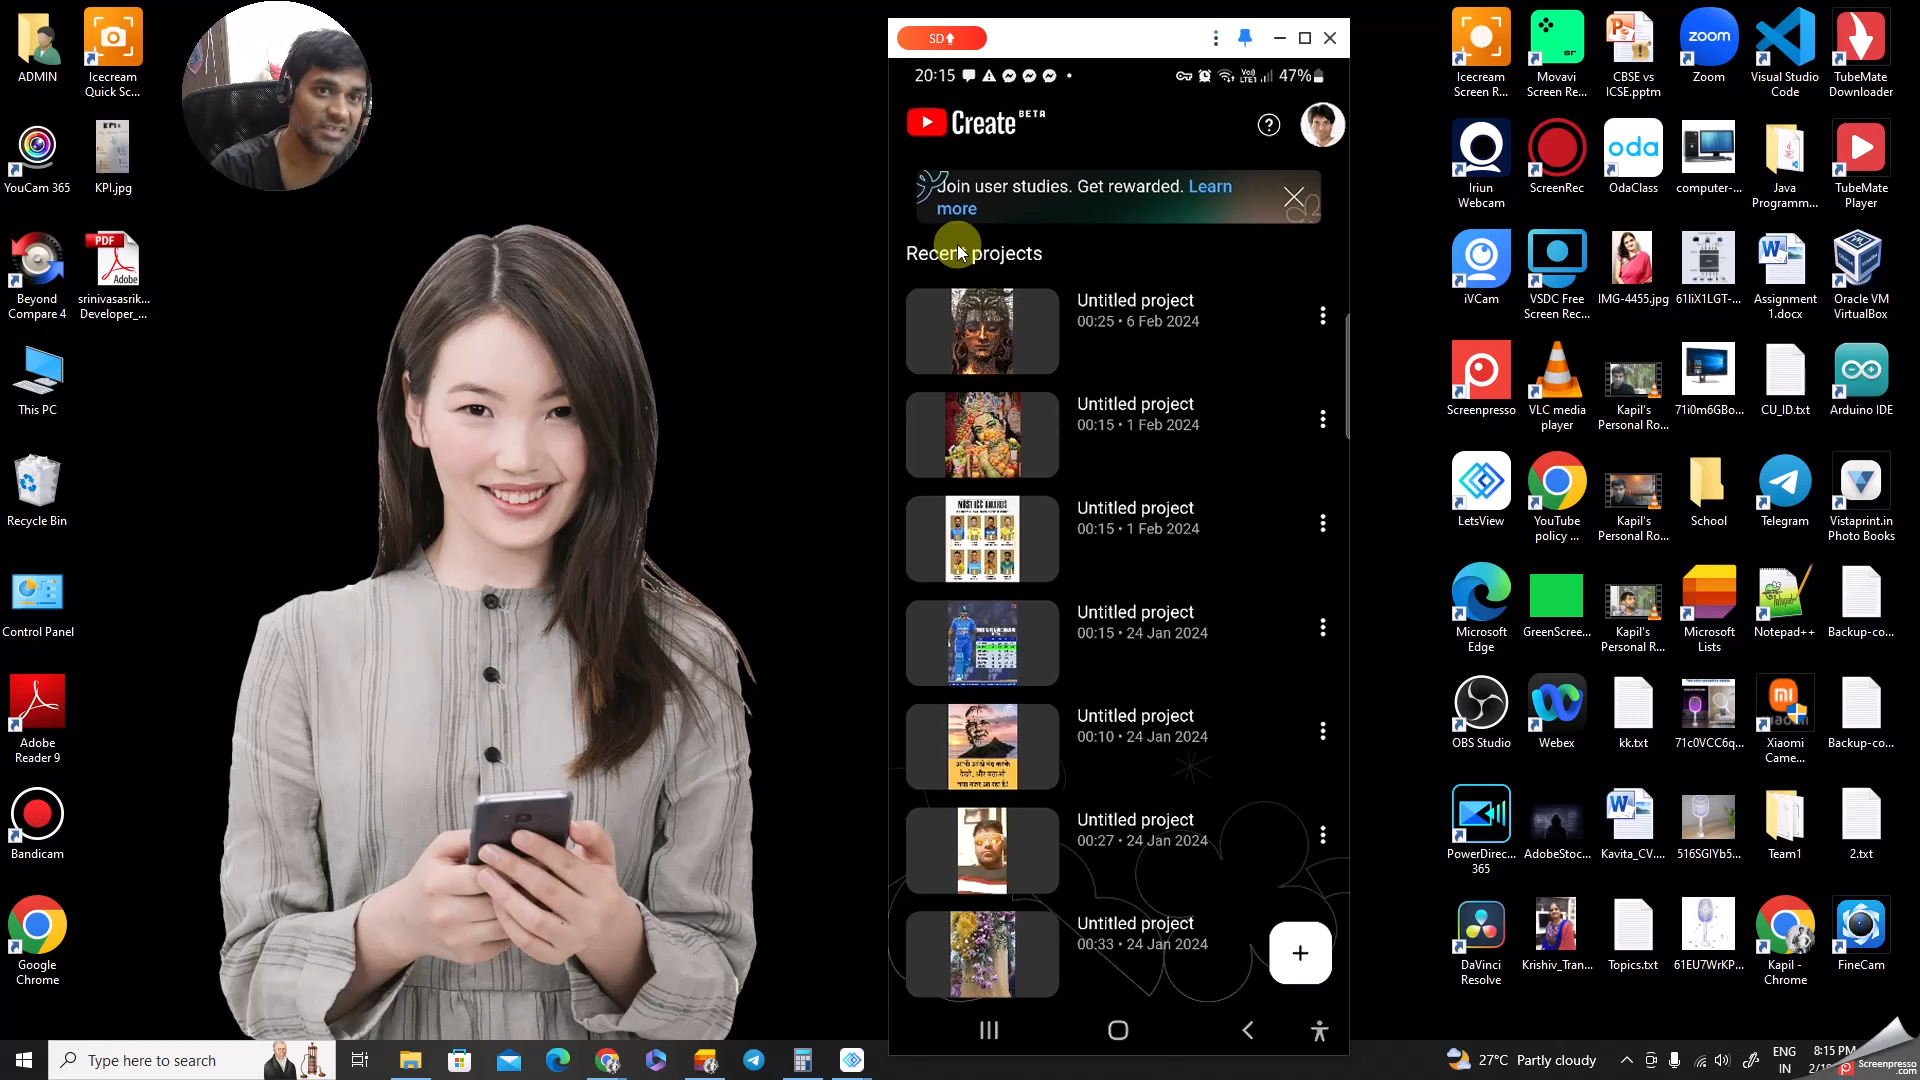 ADMIN
Icecream
Quick Sc...
YouCam 365
KPI.jpg
Beyond
Compare 4
PDF
Adobe
srinivasasrik...
Developer_...
This PC
Recycle Bin
Control Panel
Adobe
Reader 9
Bandicam
Google
Chrome
SD
20:15
47%
Create BETA
Join user studies. Get rewarded. Learn
more
Recent projects
Untitled project
00:25 • 6 Feb 2024
Untitled project
00:15 • 1 Feb 2024
MOST ICC AWARDS
Untitled project
00:15 • 1 Feb 2024
Untitled project
00:15 • 24 Jan 2024
Untitled project
00:10 • 24 Jan 2024
Untitled project
00:27 • 24 Jan 2024
Untitled project
00:33 • 24 Jan 2024
Icecream
Screen R...
Movavi
Screen Re...
CBSE vs
ICSE.pptm
zoom
Zoom
Visual Studio
Code
TubeMate
Downloader
Iriun
Webcam
ScreenRec
oda
OdaClass
computer-...
Java
Programm...
TubeMate
Player
iVCam
VSDC Free
Screen Rec...
IMG-4455.jpg
61liX1LGT-...
Assignment
1.docx
Oracle VM
VirtualBox
Screenpresso
VLC media
player
Kapil's
Personal Ro...
71i0m6GBo...
CU_ID.txt
Arduino IDE
LetsView
YouTube
policy ...
Kapil's
Personal Ro...
School
Telegram
Vistaprint.in
Photo Books
Microsoft
Edge
GreenScree...
Kapil's
Personal R...
Microsoft
Lists
Notepad++
Backup-co...
OBS Studio
Webex
kk.txt
71c0VCC6q...
Xiaomi
Came...
Backup-co...
PowerDirec...
365
AdobeStoc...
Kavita_CV....
516SGlYb5...
Team1
2.txt
DaVinci
Resolve
Krishiv_Tran...
Topics.txt
61EU7WrKP...
Kapil -
Chrome
FineCam
Type here to search
27°C Partly cloudy
ENG
IN
8:15 PM
Screenpresso
.com